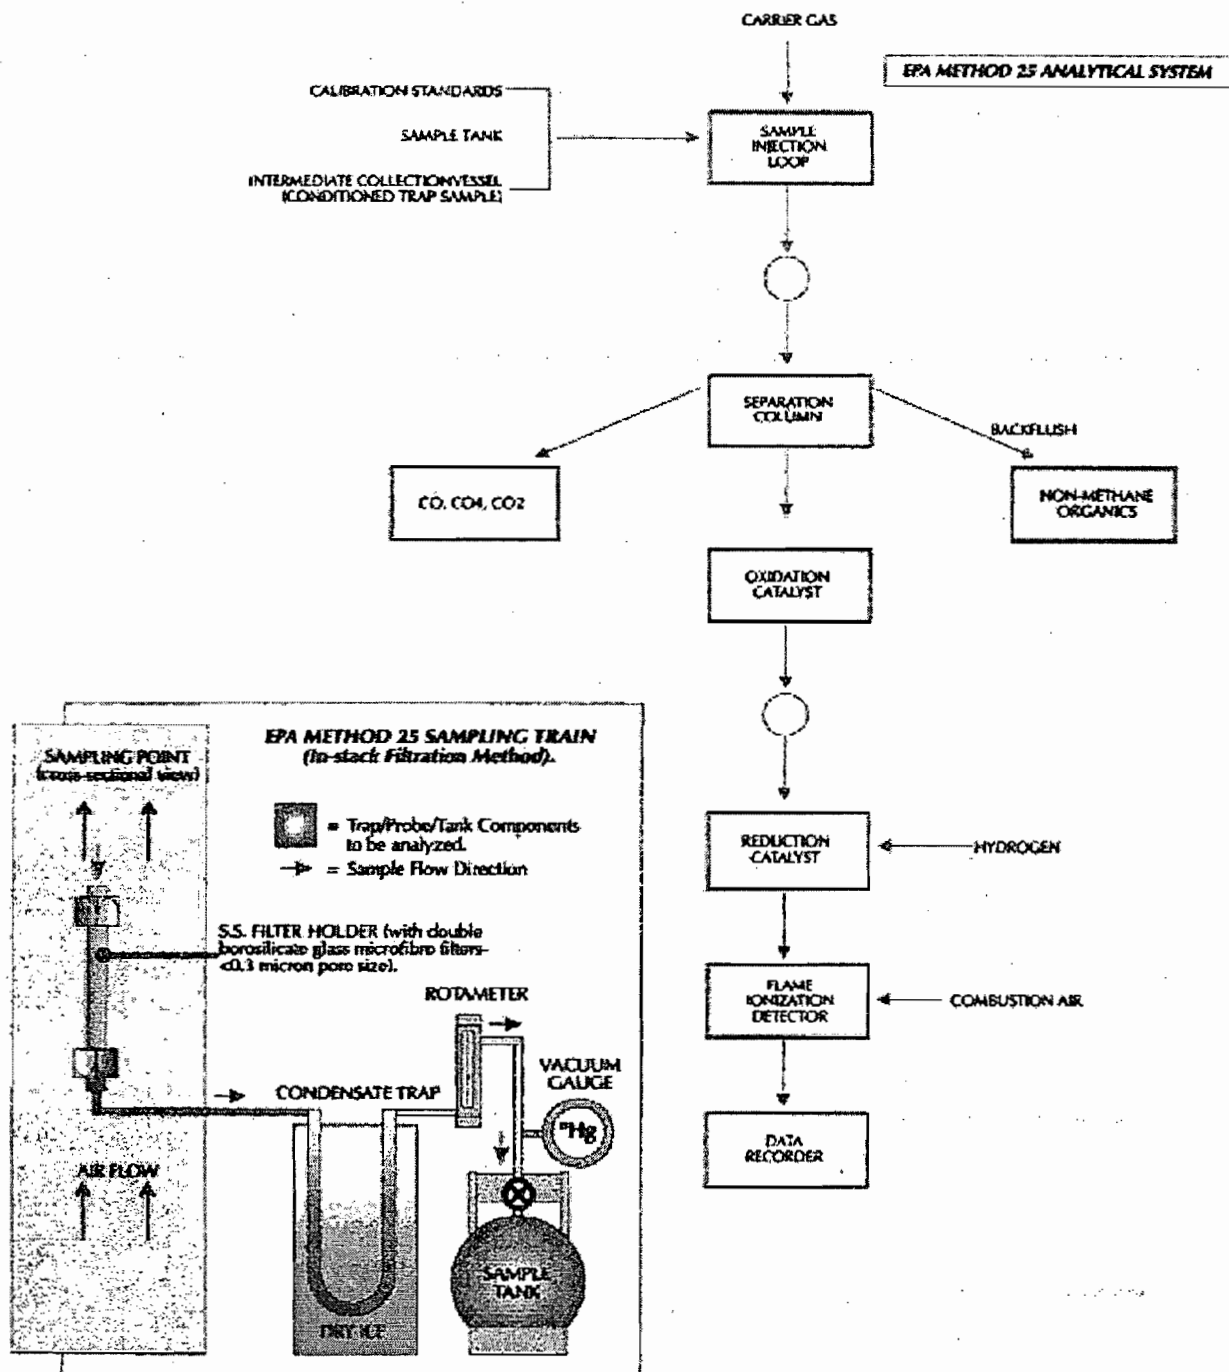 CARRIER GAS
EPA METHOD 25 ANALYTICAL SYSTEM
CALIBRATION STANDARDS
SAMPLE TANK
INTERMEDIATE COLLECTIONVESSEL
(CONDITIONED TRAP SAMPLE)
SAMPLE
INJECTION
LOOP
SEPARATION
COLUMN
BACKFLUSH
CO, CO4, CO2
NON-METHANE
ORGANICS
OXIDATION
CATALYST
REDUCTION
CATALYST
HYDROGEN
FLAME
IONIZATION
DETECTOR
COMBUSTION AIR
DATA
RECORDER
EPA METHOD 25 SAMPLING TRAIN
(In-stack Filtration Method).
SAMPLING POINT
(cross-sectional view)
= Trap/Probe/Tank Components
to be analyzed.
= Sample Flow Direction
S.S. FILTER HOLDER (with double
borosilicate glass microfibre filters-
<0.3 micron pore size).
ROTAMETER
VACUUM
GAUGE
"Hg
CONDENSATE TRAP
AIR FLOW
SAMPLE
TANK
DRY ICE